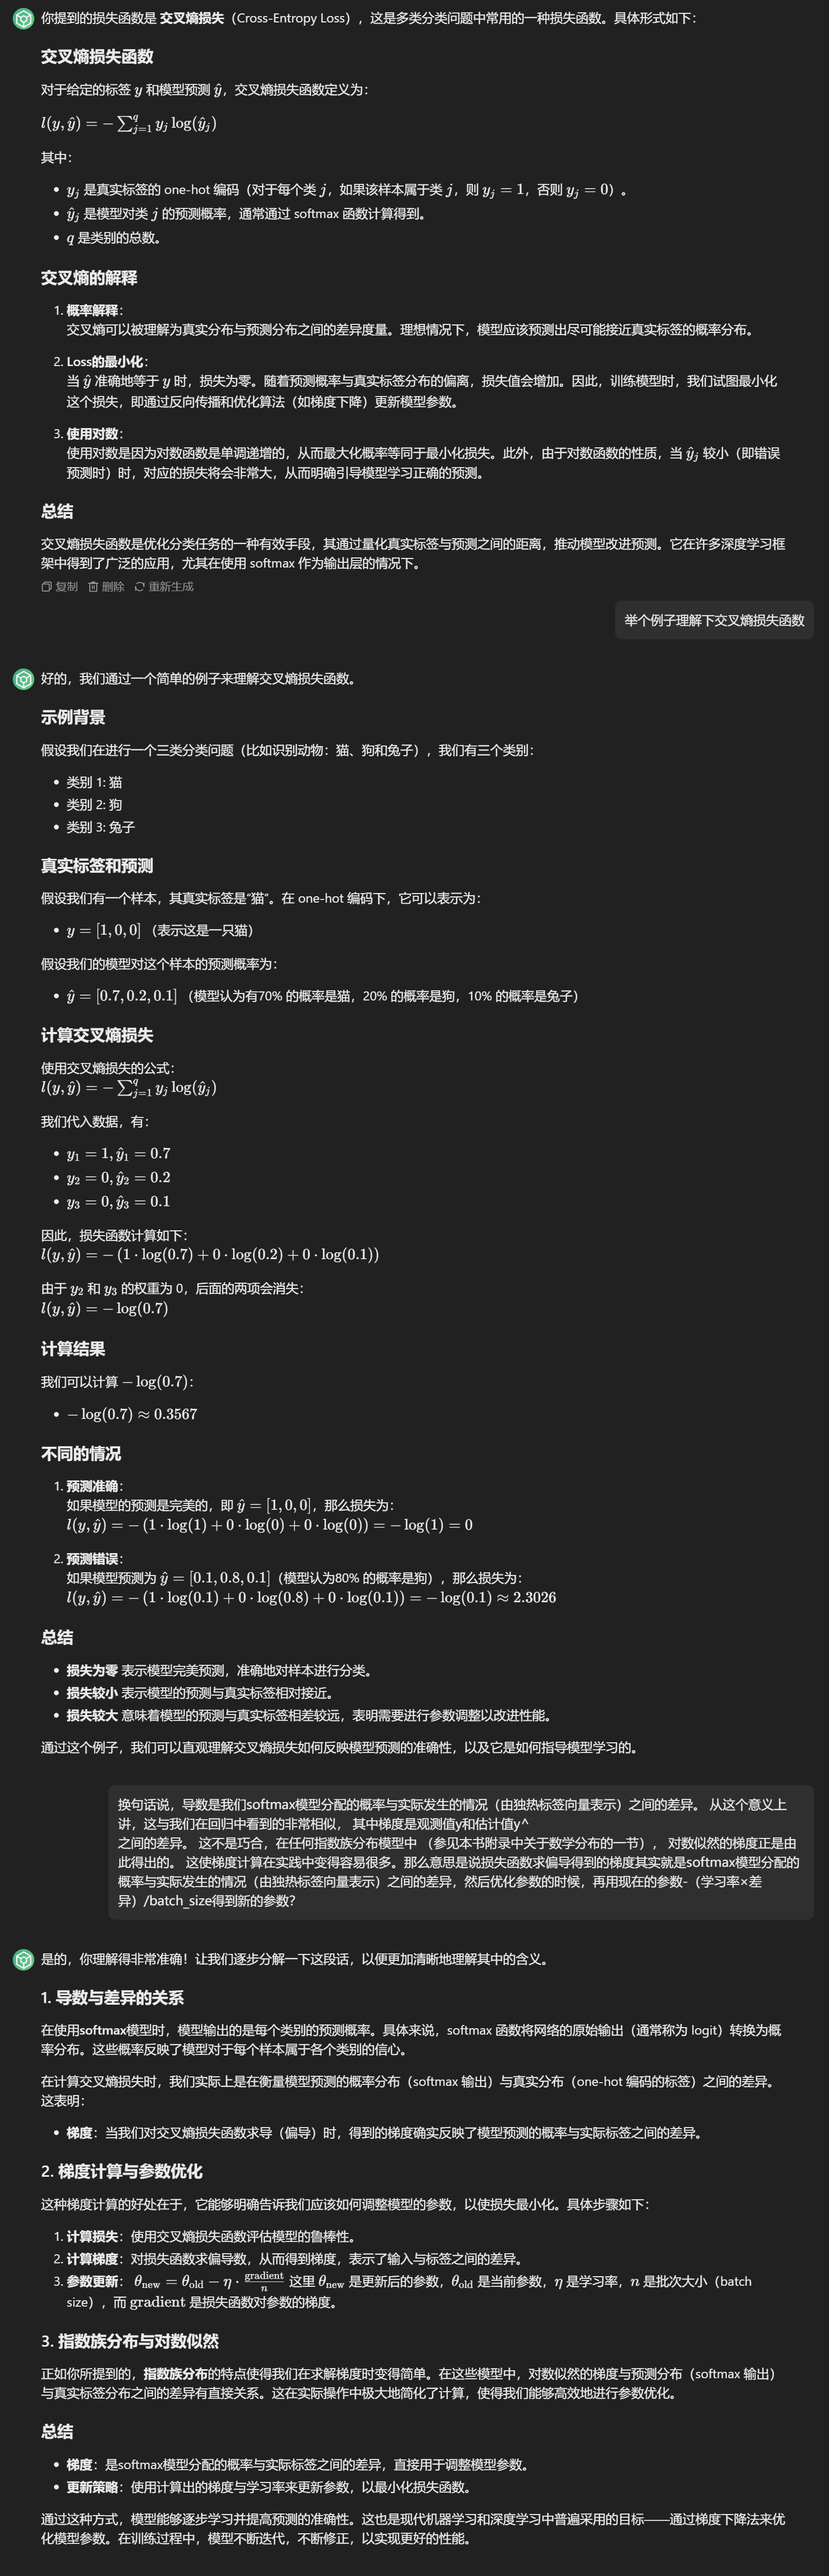 你提到的损失函数是 交叉熵损失（Cross-Entropy Loss），这是多类分类问题中常用的一种损失函数。具体形式如下：
交叉熵损失函数
对于给定的标签 y 和模型预测 ŷ，交叉熵损失函数定义为：
l(y, ŷ) = − ∑_{j=1}^{q} y_j log(ŷ_j)
其中：
• y_j 是真实标签的 one-hot 编码（对于每个类 j，如果该样本属于类 j，则 y_j = 1，否则 y_j = 0）。
• ŷ_j 是模型对类 j 的预测概率，通常通过 softmax 函数计算得到。
• q 是类别的总数。
交叉熵的解释
1. 概率解释：
交叉熵可以被理解为真实分布与预测分布之间的差异度量。理想情况下，模型应该预测出尽可能接近真实标签的概率分布。
2. Loss的最小化：
当 ŷ 准确地等于 y 时，损失为零。随着预测概率与真实标签分布的偏离，损失值会增加。因此，训练模型时，我们试图最小化
这个损失，即通过反向传播和优化算法（如梯度下降）更新模型参数。
3. 使用对数：
使用对数是因为对数函数是单调递增的，从而最大化概率等同于最小化损失。此外，由于对数函数的性质，当 ŷ_j 较小（即错误
预测时）时，对应的损失将会非常大，从而明确引导模型学习正确的预测。
总结
交叉熵损失函数是优化分类任务的一种有效手段，其通过量化真实标签与预测之间的距离，推动模型改进预测。它在许多深度学习框
架中得到了广泛的应用，尤其在使用 softmax 作为输出层的情况下。
复制 删除 重新生成
举个例子理解下交叉熵损失函数
好的，我们通过一个简单的例子来理解交叉熵损失函数。
示例背景
假设我们在进行一个三类分类问题（比如识别动物：猫、狗和兔子），我们有三个类别：
• 类别 1: 猫
• 类别 2: 狗
• 类别 3: 兔子
真实标签和预测
假设我们有一个样本，其真实标签是“猫”。在 one-hot 编码下，它可以表示为：
• y = [1, 0, 0] （表示这是一只猫）
假设我们的模型对这个样本的预测概率为：
• ŷ = [0.7, 0.2, 0.1] （模型认为有70% 的概率是猫，20% 的概率是狗，10% 的概率是兔子）
计算交叉熵损失
使用交叉熵损失的公式：
l(y, ŷ) = − ∑_{j=1}^{q} y_j log(ŷ_j)
我们代入数据，有：
• y_1 = 1, ŷ_1 = 0.7
• y_2 = 0, ŷ_2 = 0.2
• y_3 = 0, ŷ_3 = 0.1
因此，损失函数计算如下：
l(y, ŷ) = − (1 · log(0.7) + 0 · log(0.2) + 0 · log(0.1))
由于 y_2 和 y_3 的权重为 0，后面的两项会消失：
l(y, ŷ) = − log(0.7)
计算结果
我们可以计算 − log(0.7)：
• − log(0.7) ≈ 0.3567
不同的情况
1. 预测准确：
如果模型的预测是完美的，即 ŷ = [1, 0, 0]，那么损失为：
l(y, ŷ) = − (1 · log(1) + 0 · log(0) + 0 · log(0)) = − log(1) = 0
2. 预测错误：
如果模型预测为 ŷ = [0.1, 0.8, 0.1]（模型认为80% 的概率是狗），那么损失为：
l(y, ŷ) = − (1 · log(0.1) + 0 · log(0.8) + 0 · log(0.1)) = − log(0.1) ≈ 2.3026
总结
• 损失为零 表示模型完美预测，准确地对样本进行分类。
• 损失较小 表示模型的预测与真实标签相对接近。
• 损失较大 意味着模型的预测与真实标签相差较远，表明需要进行参数调整以改进性能。
通过这个例子，我们可以直观理解交叉熵损失如何反映模型预测的准确性，以及它是如何指导模型学习的。
换句话说，导数是我们softmax模型分配的概率与实际发生的情况（由独热标签向量表示）之间的差异。 从这个意义上
讲，这与我们在回归中看到的非常相似， 其中梯度是观测值y和估计值y^
之间的差异。 这不是巧合，在任何指数族分布模型中 （参见本书附录中关于数学分布的一节）， 对数似然的梯度正是由
此得出的。 这使梯度计算在实践中变得容易很多。那么意思是说损失函数求偏导得到的梯度其实就是softmax模型分配的
概率与实际发生的情况（由独热标签向量表示）之间的差异，然后优化参数的时候，再用现在的参数-（学习率×差
异）/batch_size得到新的参数？
是的，你理解得非常准确！让我们逐步分解一下这段话，以便更加清晰地理解其中的含义。
1. 导数与差异的关系
在使用softmax模型时，模型输出的是每个类别的预测概率。具体来说，softmax 函数将网络的原始输出（通常称为 logit）转换为概
率分布。这些概率反映了模型对于每个样本属于各个类别的信心。
在计算交叉熵损失时，我们实际上是在衡量模型预测的概率分布（softmax 输出）与真实分布（one-hot 编码的标签）之间的差异。
这表明：
• 梯度：当我们对交叉熵损失函数求导（偏导）时，得到的梯度确实反映了模型预测的概率与实际标签之间的差异。
2. 梯度计算与参数优化
这种梯度计算的好处在于，它能够明确告诉我们应该如何调整模型的参数，以使损失最小化。具体步骤如下：
1. 计算损失：使用交叉熵损失函数评估模型的鲁棒性。
2. 计算梯度：对损失函数求偏导数，从而得到梯度，表示了输入与标签之间的差异。
3. 参数更新： θ_new = θ_old − η · gradient/n 这里 θ_new 是更新后的参数，θ_old 是当前参数，η 是学习率，n 是批次大小（batch
size），而 gradient 是损失函数对参数的梯度。
3. 指数族分布与对数似然
正如你所提到的，指数族分布的特点使得我们在求解梯度时变得简单。在这些模型中，对数似然的梯度与预测分布（softmax 输出）
与真实标签分布之间的差异有直接关系。这在实际操作中极大地简化了计算，使得我们能够高效地进行参数优化。
总结
• 梯度：是softmax模型分配的概率与实际标签之间的差异，直接用于调整模型参数。
• 更新策略：使用计算出的梯度与学习率来更新参数，以最小化损失函数。
通过这种方式，模型能够逐步学习并提高预测的准确性。这也是现代机器学习和深度学习中普遍采用的目标——通过梯度下降法来优
化模型参数。在训练过程中，模型不断迭代，不断修正，以实现更好的性能。